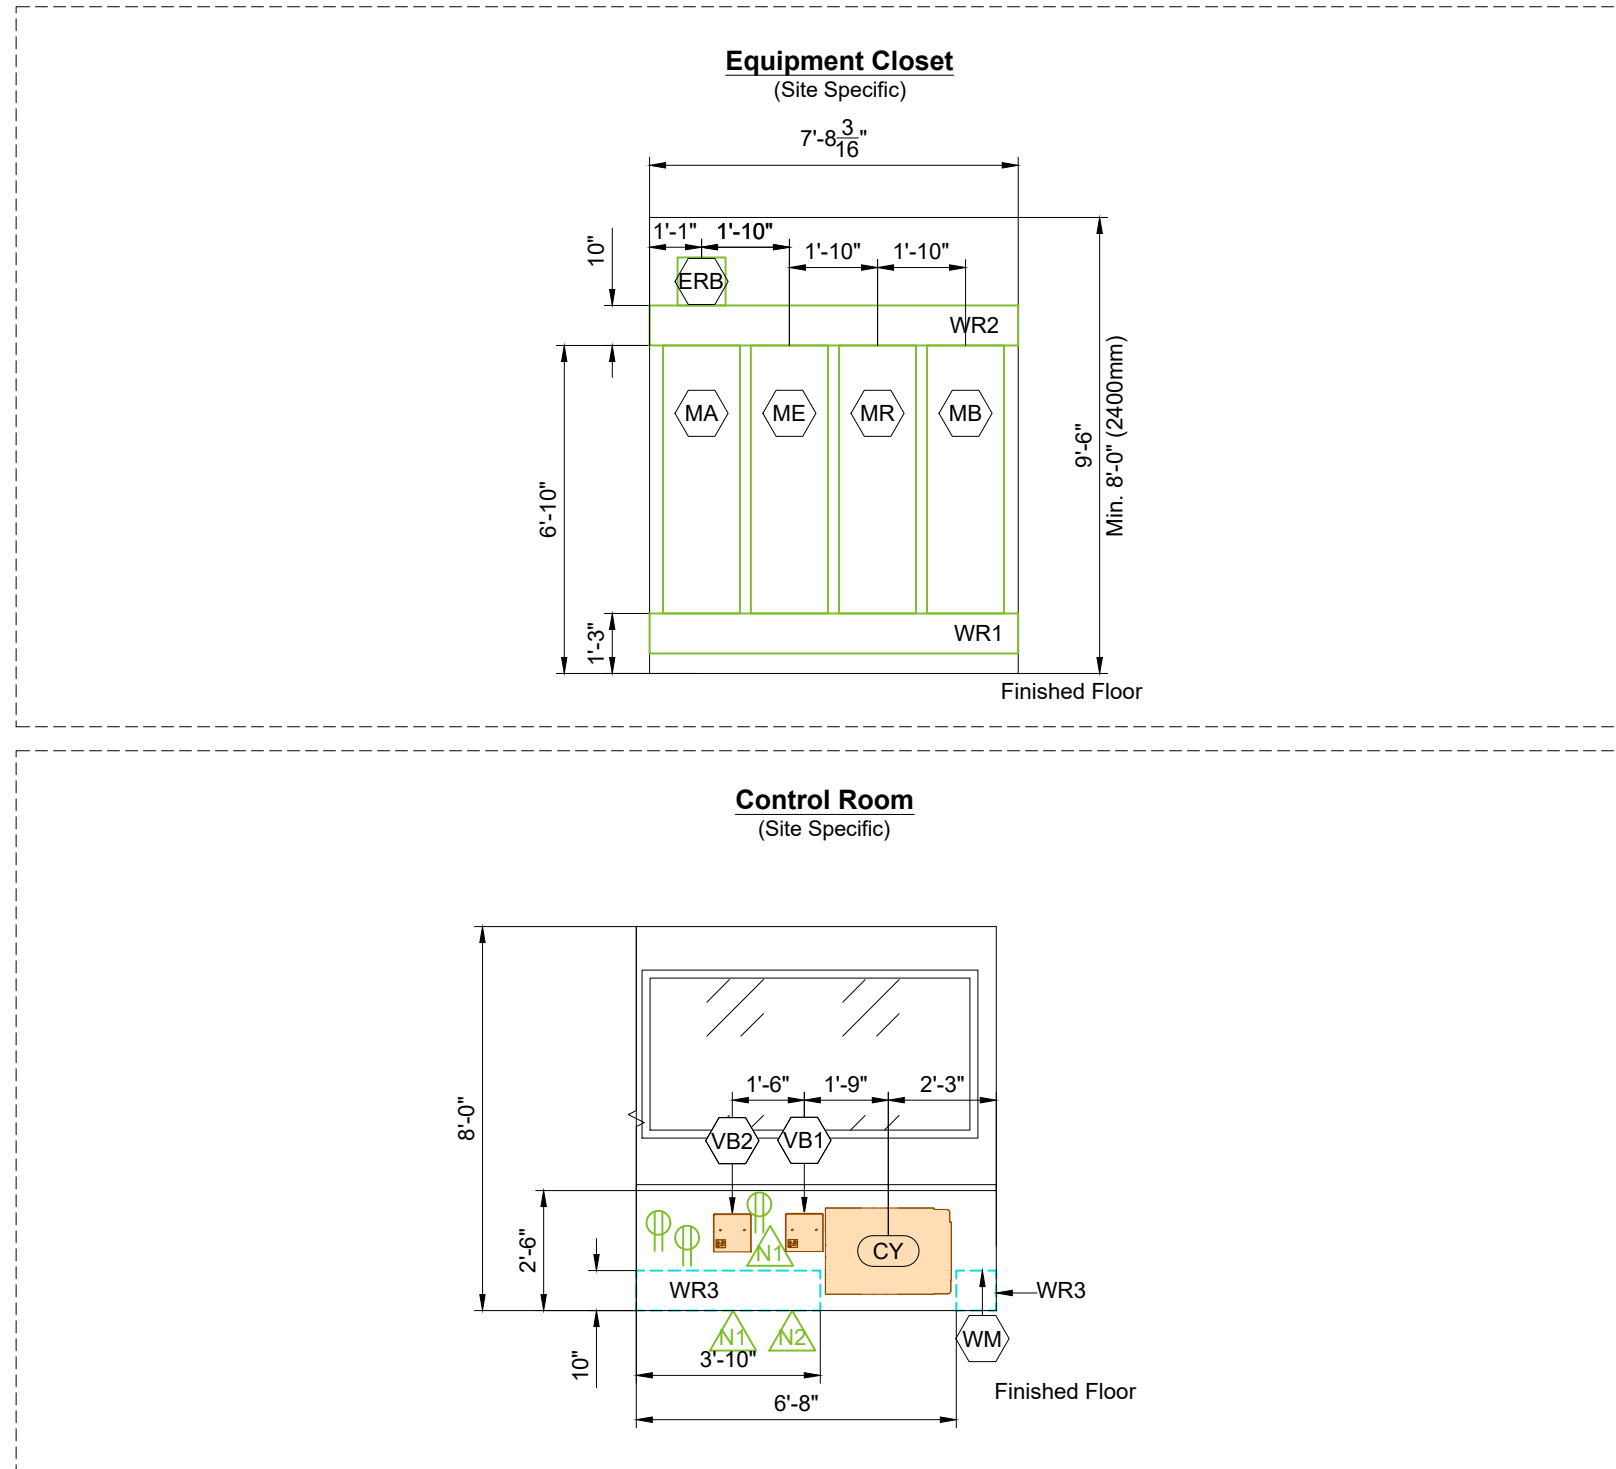 Equipment Closet
(Site Specific)
7'-8 3/16"
1'-1" 1'-10"
1'-10" 1'-10"
10"
ERB
WR2
MA ME MR MB
6'-10"
9'-6"
Min. 8'-0" (2400mm)
1'-3"
WR1
Finished Floor
Control Room
(Site Specific)
1'-6" 1'-9" 2'-3"
8'-0"
VB2 VB1
2'-6"
N1
CY
WR3 WR3
N1 N2 WM
10"
3'-10"
Finished Floor
6'-8"